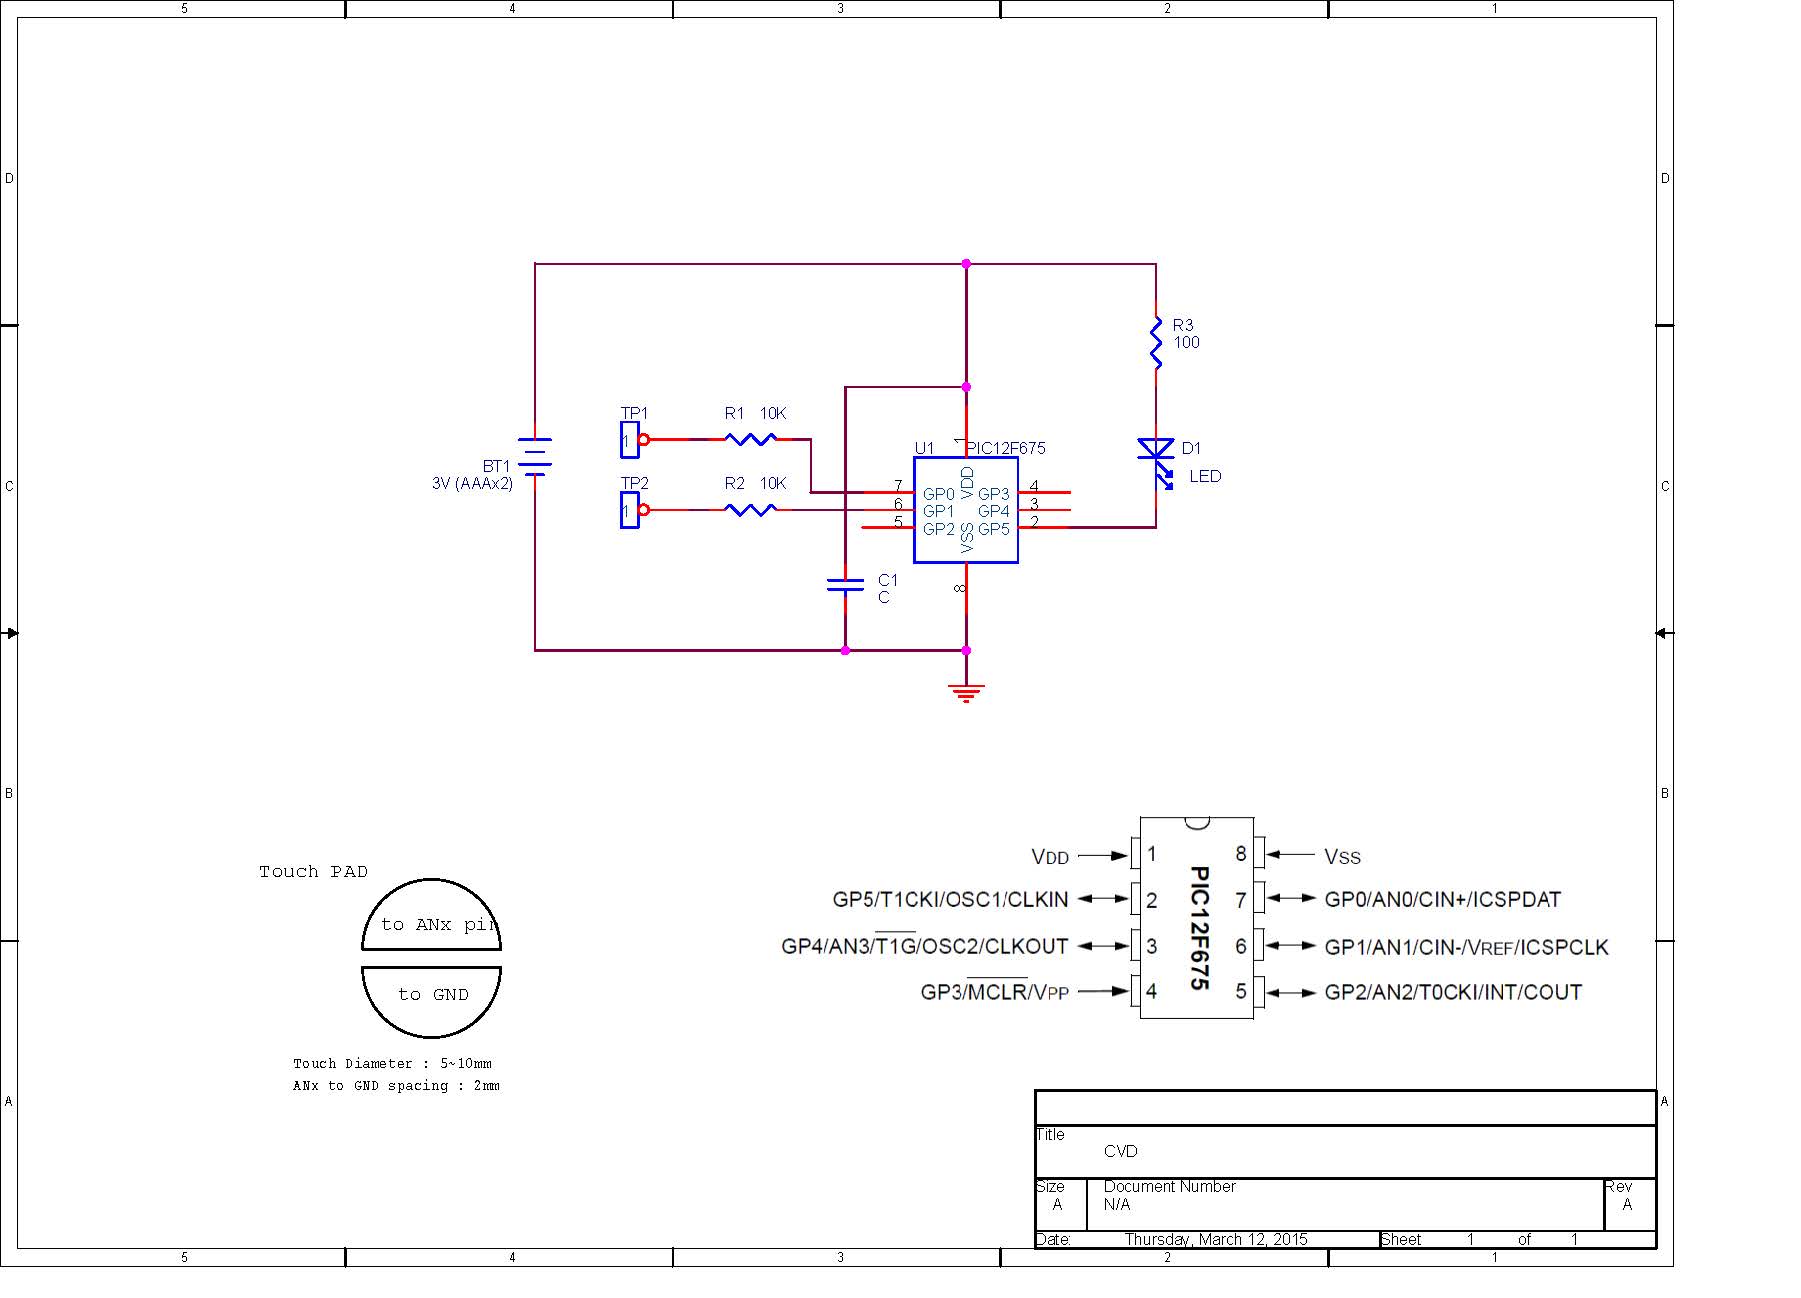 5 4 3 2 1
D D
R3
100
TP1 R1 10K
U1 PIC12F675
1
D1
LED
BT1
3V (AAAx2)
TP2 R2 10K
1
1
VDD
VSS
7 GP0 GP3 4
6 GP1 GP4 3
5 GP2 GP5 2
8
C1
C
C C
B B
Touch PAD
to ANx pin
to GND
Touch Diameter : 5~10mm
ANx to GND spacing : 2mm
VDD 1 8 VSS
GP5/T1CKI/OSC1/CLKIN 2 7 GP0/AN0/CIN+/ICSPDAT
GP4/AN3/T1G/OSC2/CLKOUT 3 6 GP1/AN1/CIN-/VREF/ICSPCLK
GP3/MCLR/VPP 4 5 GP2/AN2/T0CKI/INT/COUT
PIC12F675
A A
Title
CVD
Size Document Number Rev
A N/A A
Date: Thursday, March 12, 2015 Sheet 1 of 1
5 4 3 2 1